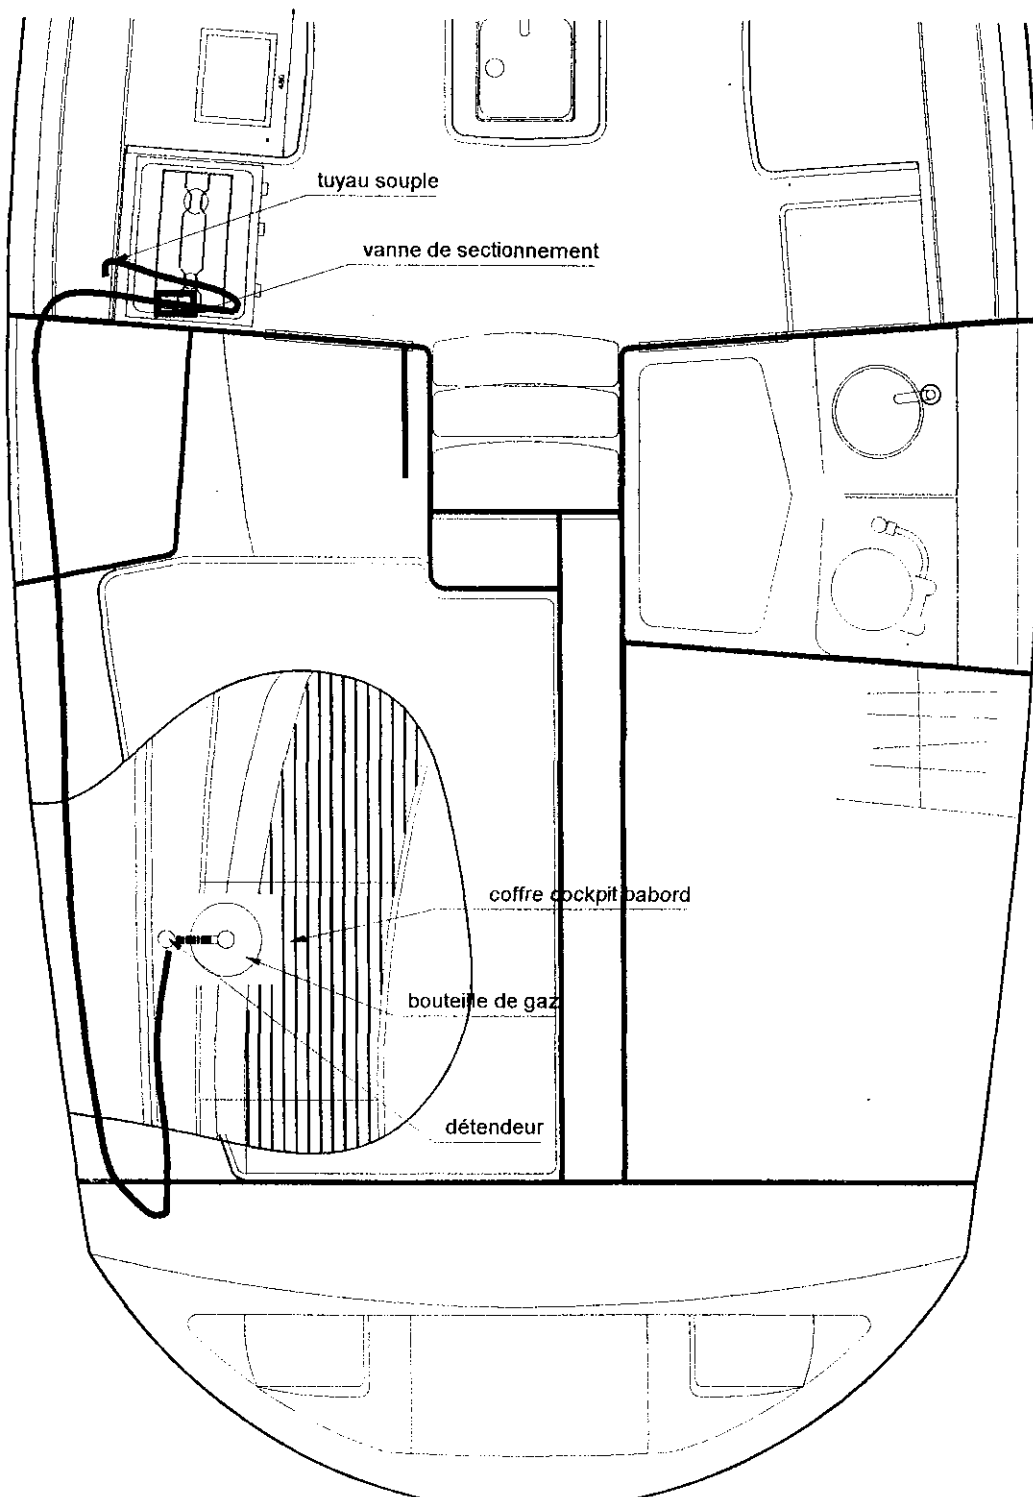 tuyau souple
vanne de sectionnement
coffre cockpit babord
bouteille de gaz
détendeur